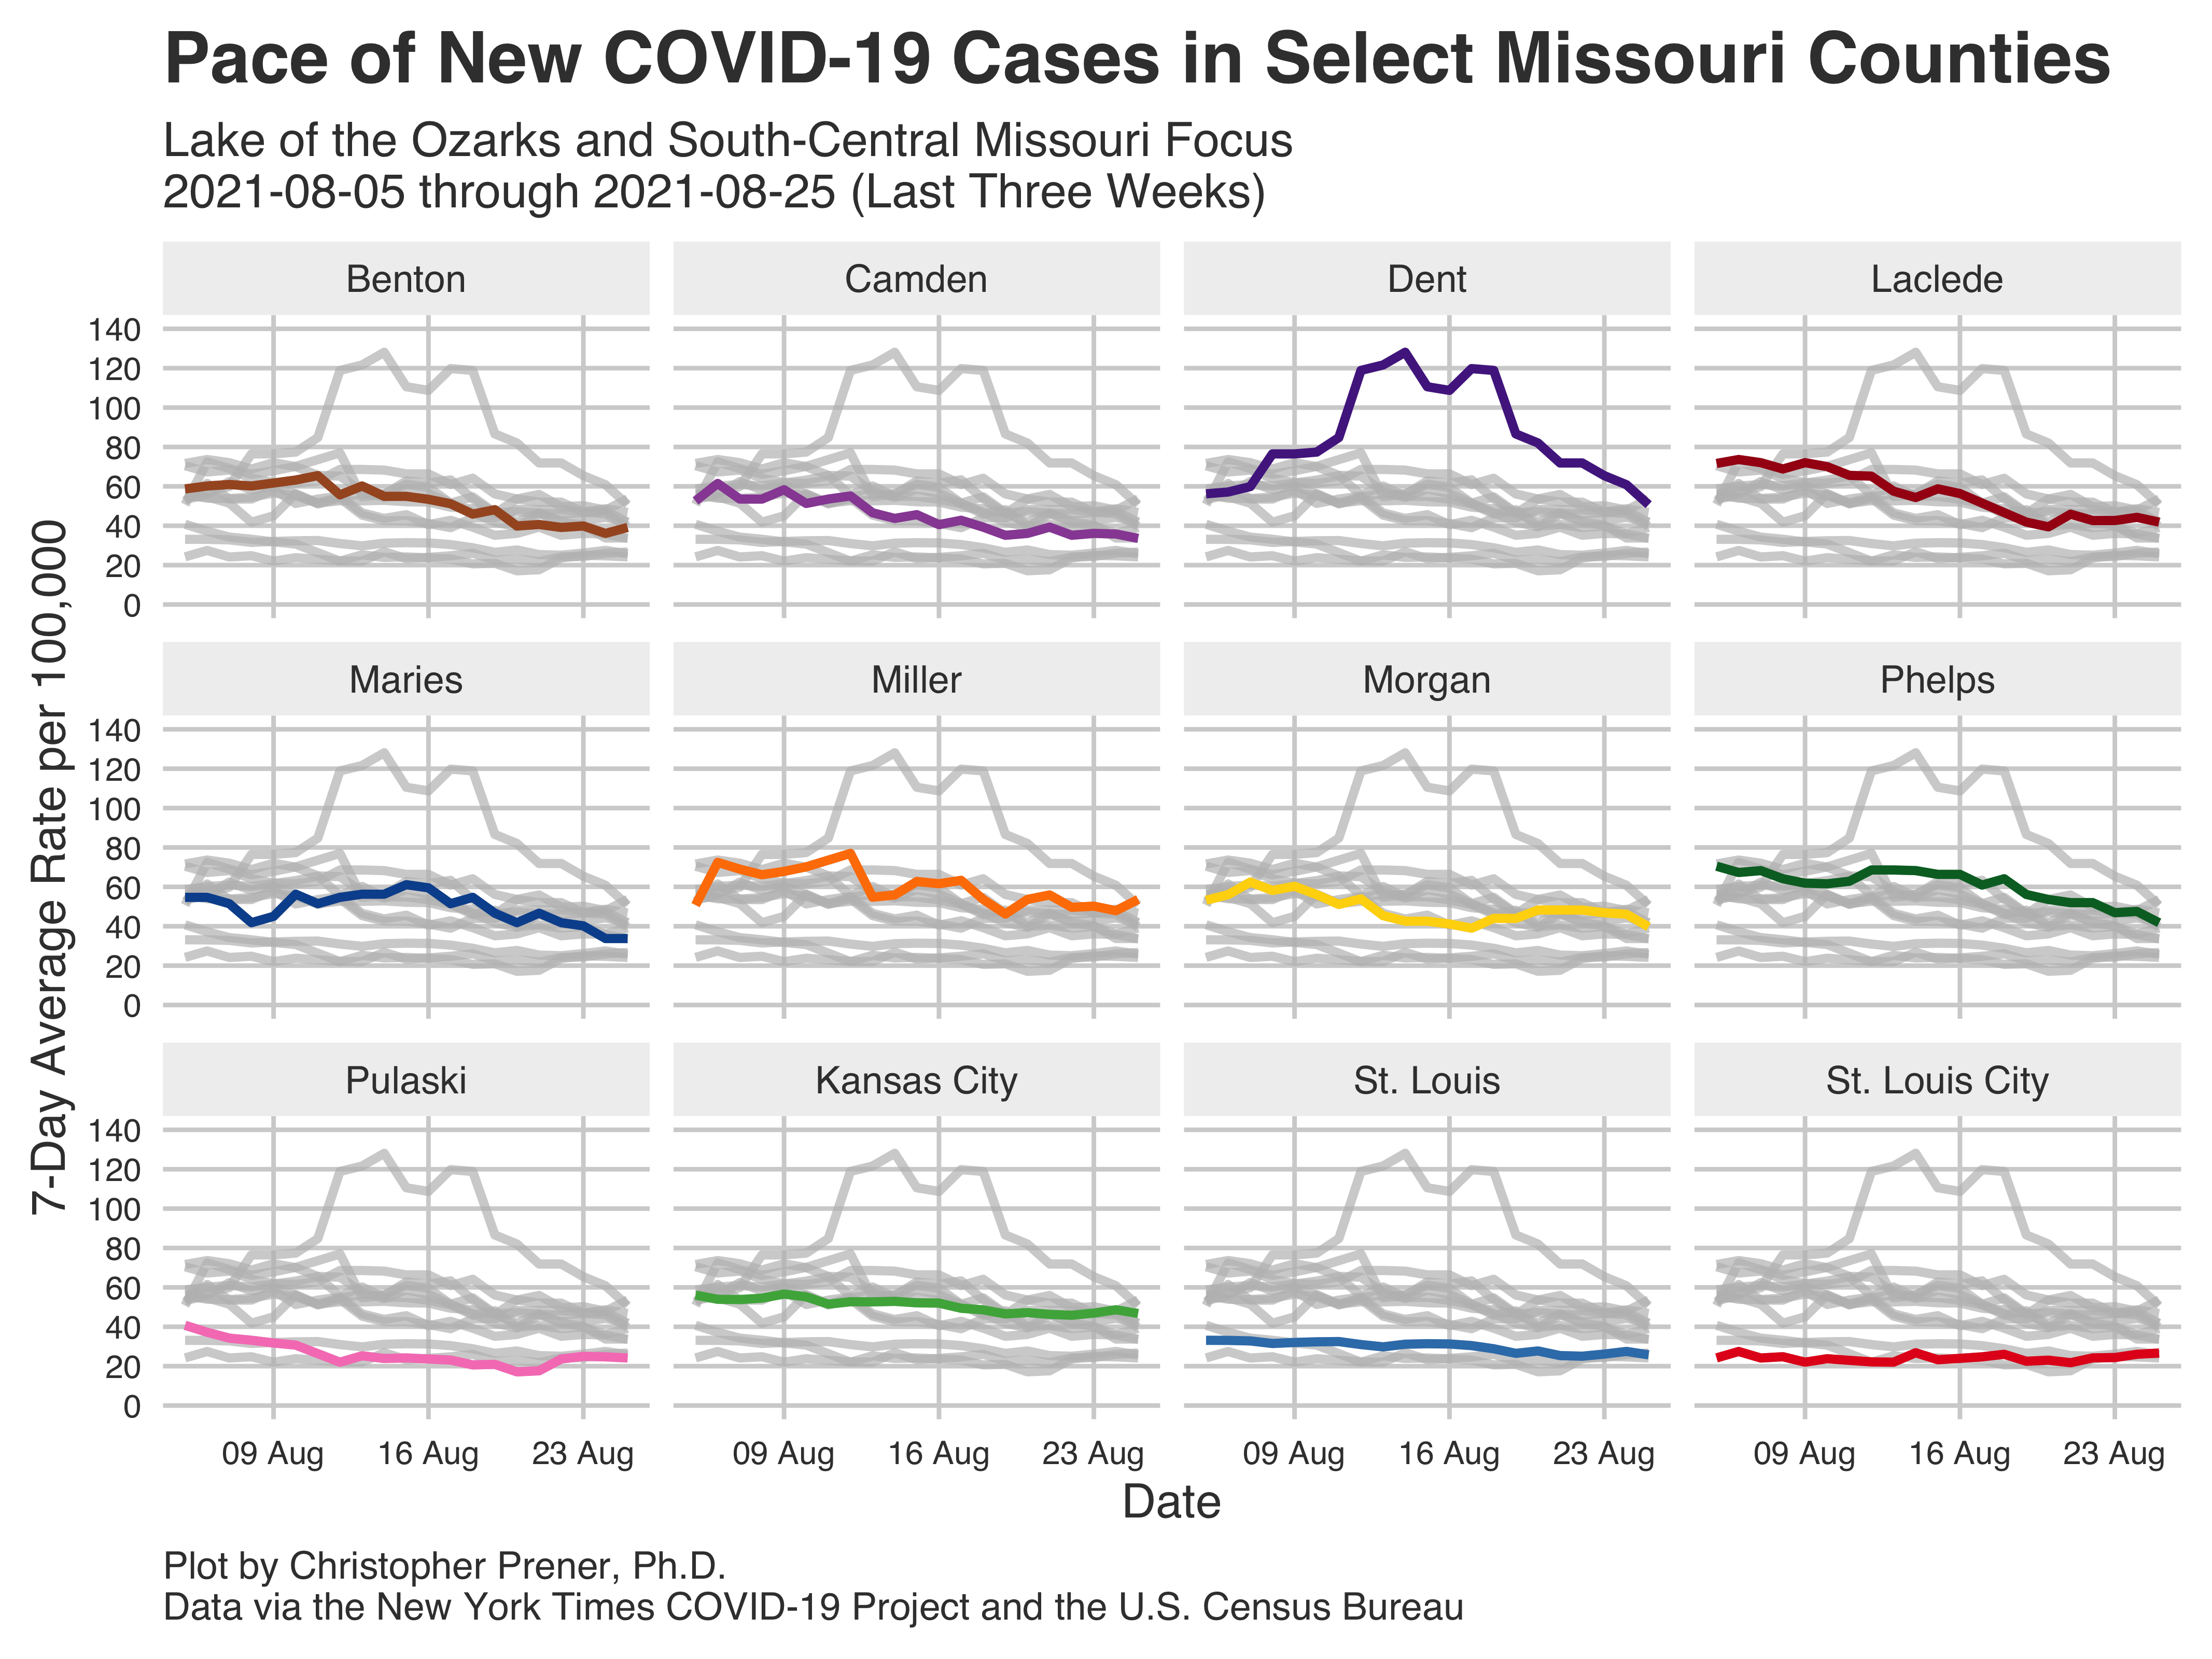 Pace of New COVID-19 Cases in Select Missouri Counties
Lake of the Ozarks and South-Central Missouri Focus
2021-08-05 through 2021-08-25 (Last Three Weeks)
7-Day Average Rate per 100,000
Benton
Camden
Dent
Laclede
140
120
100
80
60
40
20
0
Maries
Miller
Morgan
Phelps
140
120
100
80
60
40
20
0
Pulaski
Kansas City
St. Louis
St. Louis City
140
120
100
80
60
40
20
0
09 Aug 16 Aug 23 Aug
09 Aug 16 Aug 23 Aug
09 Aug 16 Aug 23 Aug
09 Aug 16 Aug 23 Aug
Date
Plot by Christopher Prener, Ph.D.
Data via the New York Times COVID-19 Project and the U.S. Census Bureau